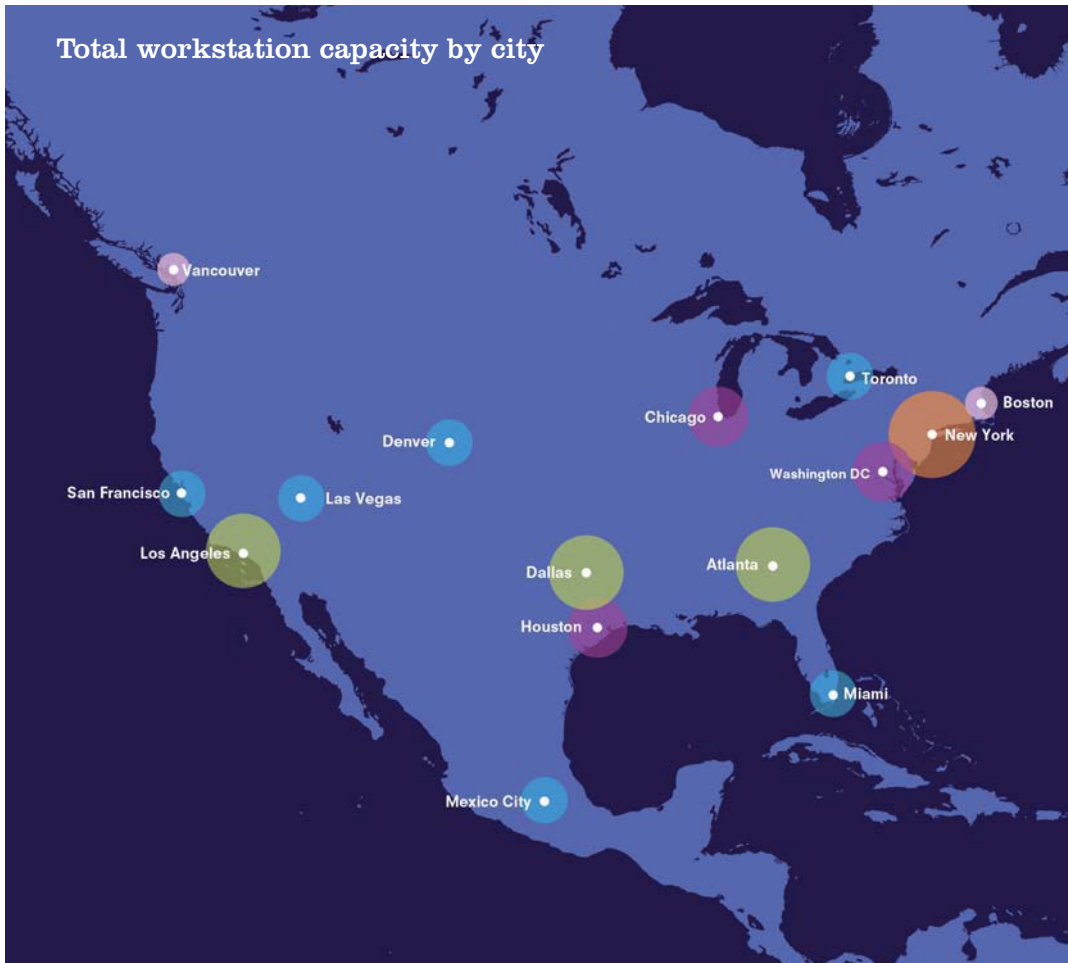 Total workstation capacity by city
Vancouver
Toronto
Boston
Chicago
New York
Denver
Washington DC
San Francisco
Las Vegas
Los Angeles
Atlanta
Dallas
Houston
Miami
Mexico City